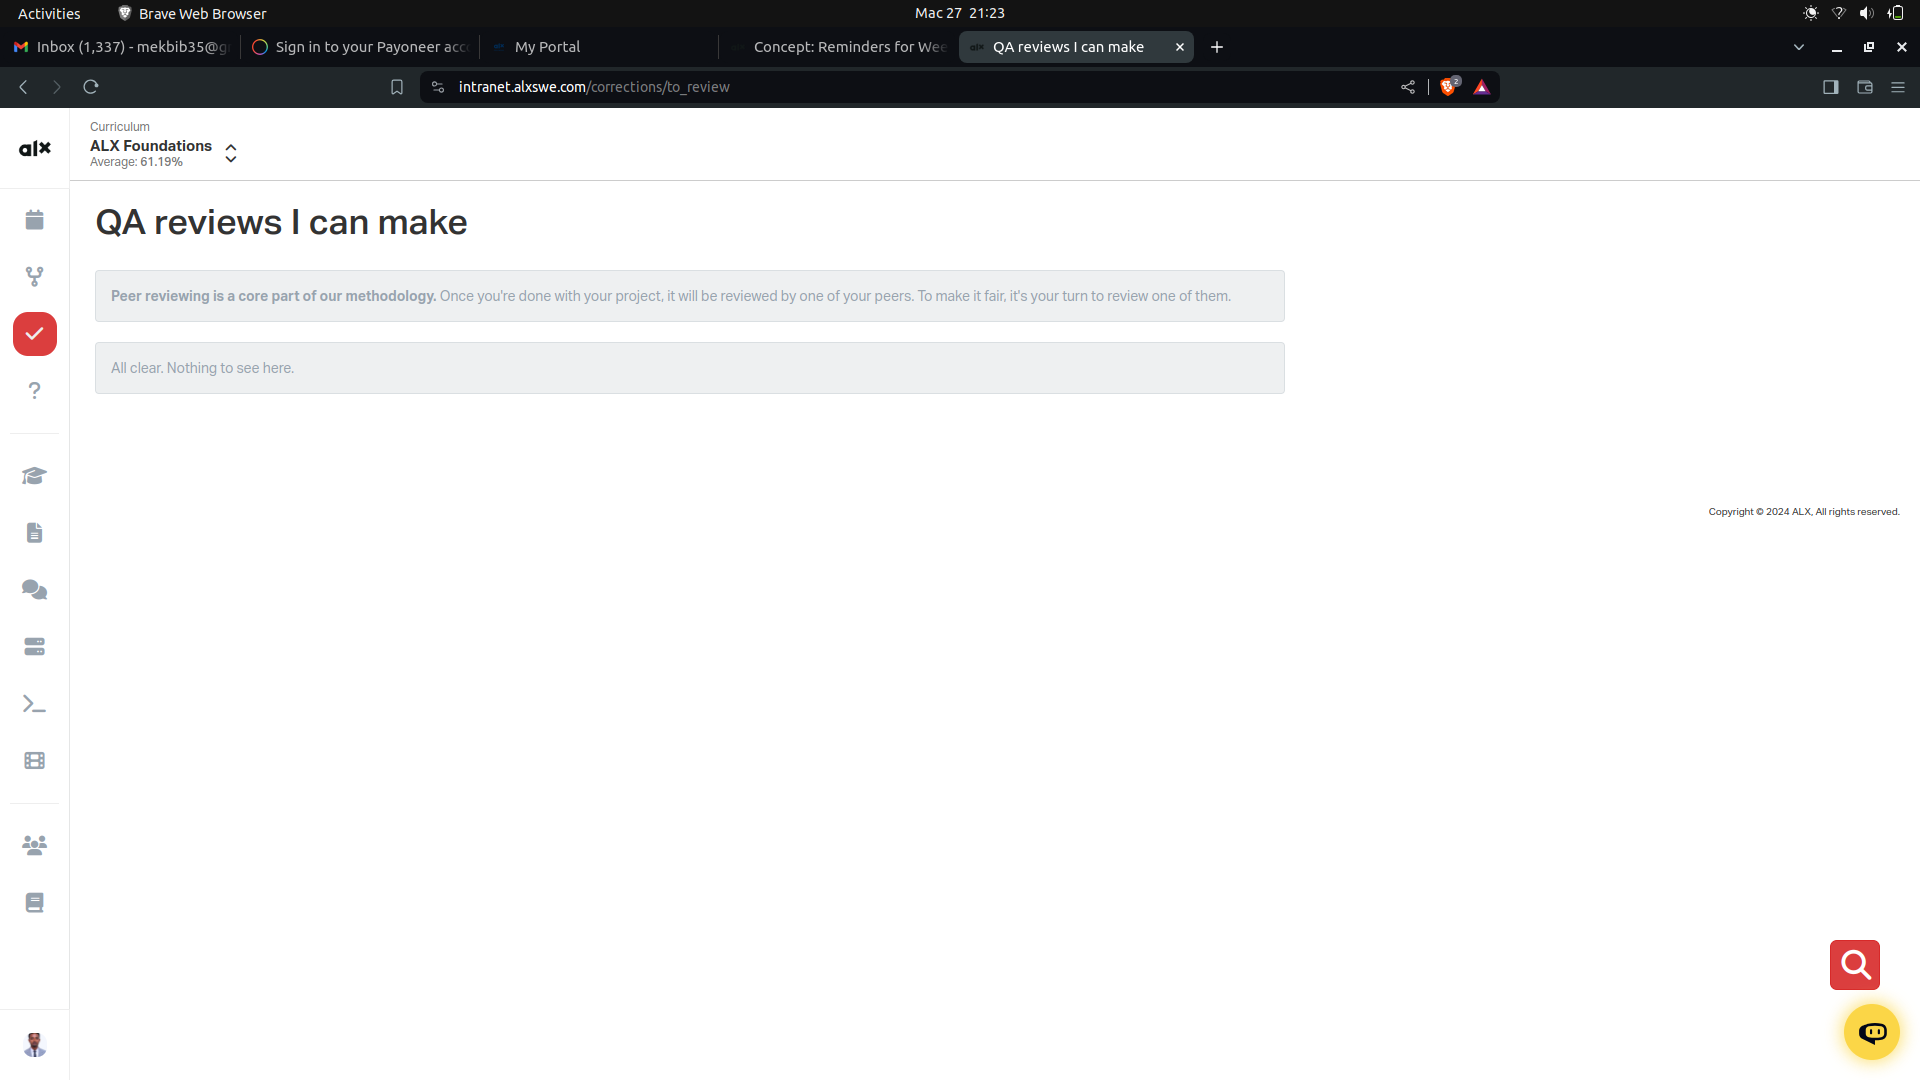 Activities
Brave Web Browser
Mac 27 21:23
Inbox (1,337) - mekbib35@g
Sign in to your Payoneer acc
My Portal
Concept: Reminders for Wee
QA reviews I can make
intranet.alxswe.com/corrections/to_review
2
alx
Curriculum
ALX Foundations
Average: 61.19%
QA reviews I can make
Peer reviewing is a core part of our methodology. Once you're done with your project, it will be reviewed by one of your peers. To make it fair, it's your turn to review one of them.
All clear. Nothing to see here.
Copyright © 2024 ALX, All rights reserved.